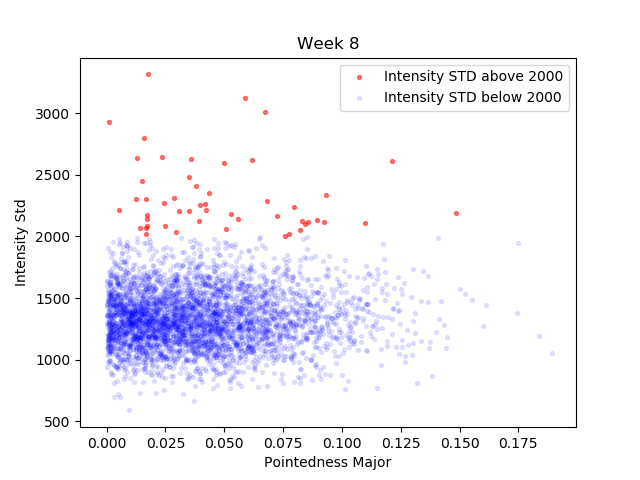 Week 8
Intensity STD above 2000
Intensity STD below 2000
Intensity Std
3000
2500
2000
1500
1000
500
0.000 0.025 0.050 0.075 0.100 0.125 0.150 0.175
Pointedness Major